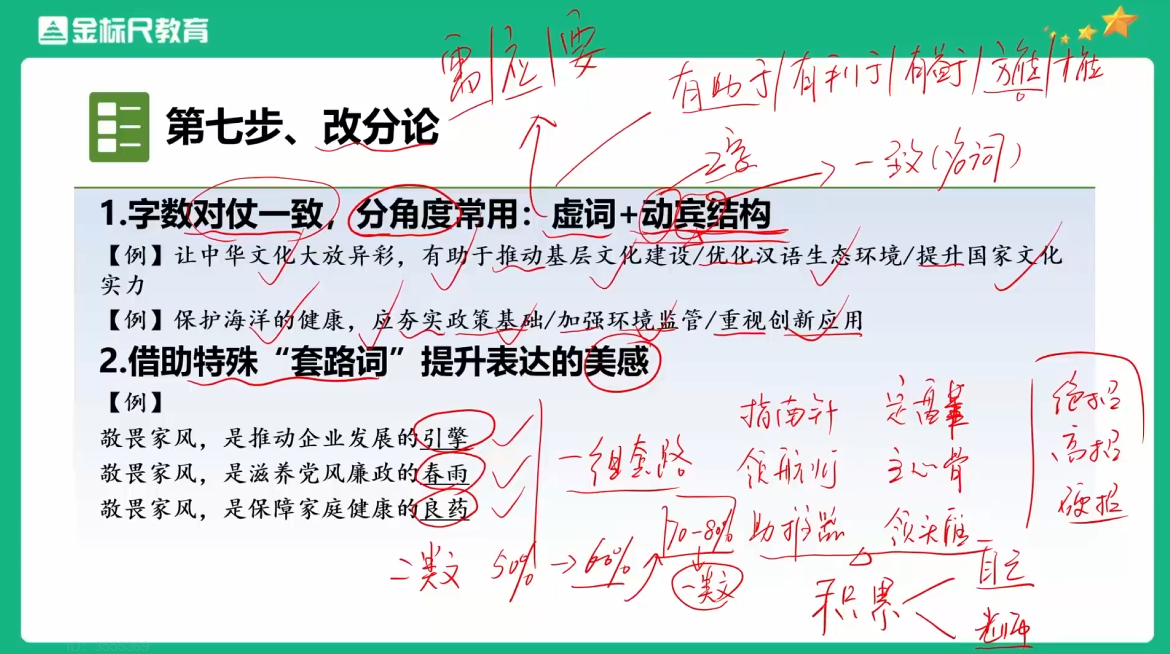 金标尺教育
需/应/要
有助于/有利于/有益于/方能/才能
第七步、改分论
2字
一致(名词)
1.字数对仗一致，分角度常用：虚词+动宾结构
【例】让中华文化大放异彩，有助于推动基层文化建设/优化汉语生态环境/提升国家文化
实力
【例】保护海洋的健康，应夯实政策基础/加强环境监管/重视创新应用
2.借助特殊“套路词”提升表达的美感
【例】
敬畏家风，是推动企业发展的引擎
敬畏家风，是滋养党风廉政的春雨
敬畏家风，是保障家庭健康的良药
一组套路
指南针
领航师
助推器
定盘星
主心骨
领头雁
绝招
高招
硬招
二类文 50% → 60%
70-80%
一类文
积累
自己
老师
ID: 5555369